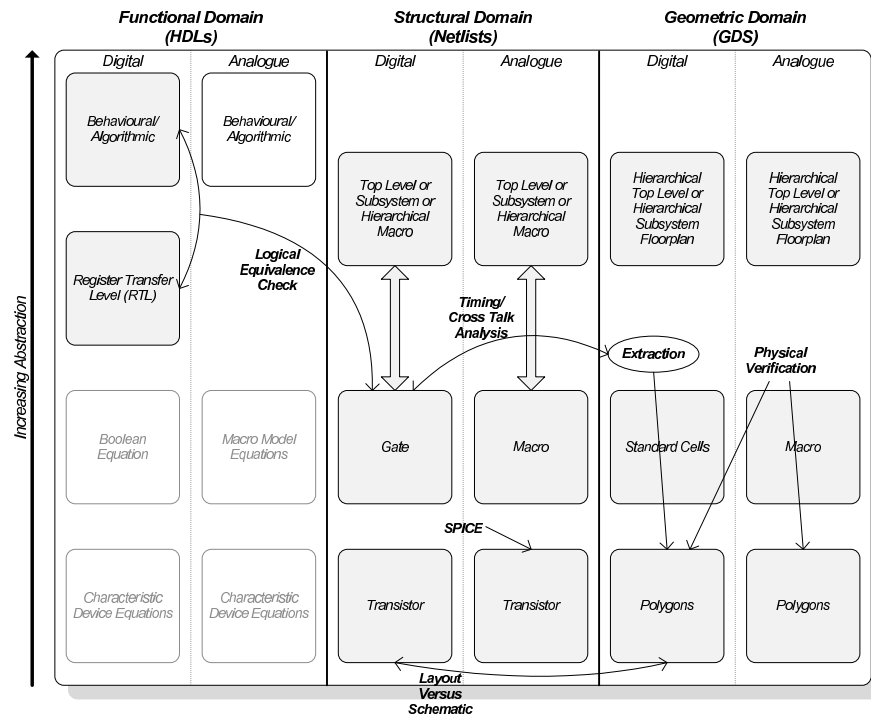 Functional Domain
(HDLs)
Structural Domain
(Netlists)
Geometric Domain
(GDS)
Digital
Analogue
Digital
Analogue
Digital
Analogue
Behavioural/
Algorithmic
Behavioural/
Algorithmic
Top Level or
Subsystem or
Hierarchical
Macro
Top Level or
Subsystem or
Hierarchical
Macro
Hierarchical
Top Level or
Hierarchical
Subsystem
Floorplan
Hierarchical
Top Level or
Hierarchical
Subsystem
Floorplan
Register Transfer
Level (RTL)
Logical
Equivalence
Check
Timing/
Cross Talk
Analysis
Extraction
Physical
Verification
Increasing Abstraction
Boolean
Equation
Macro Model
Equations
Gate
Macro
Standard Cells
Macro
SPICE
Characteristic
Device Equations
Characteristic
Device Equations
Transistor
Transistor
Polygons
Polygons
Layout
Versus
Schematic